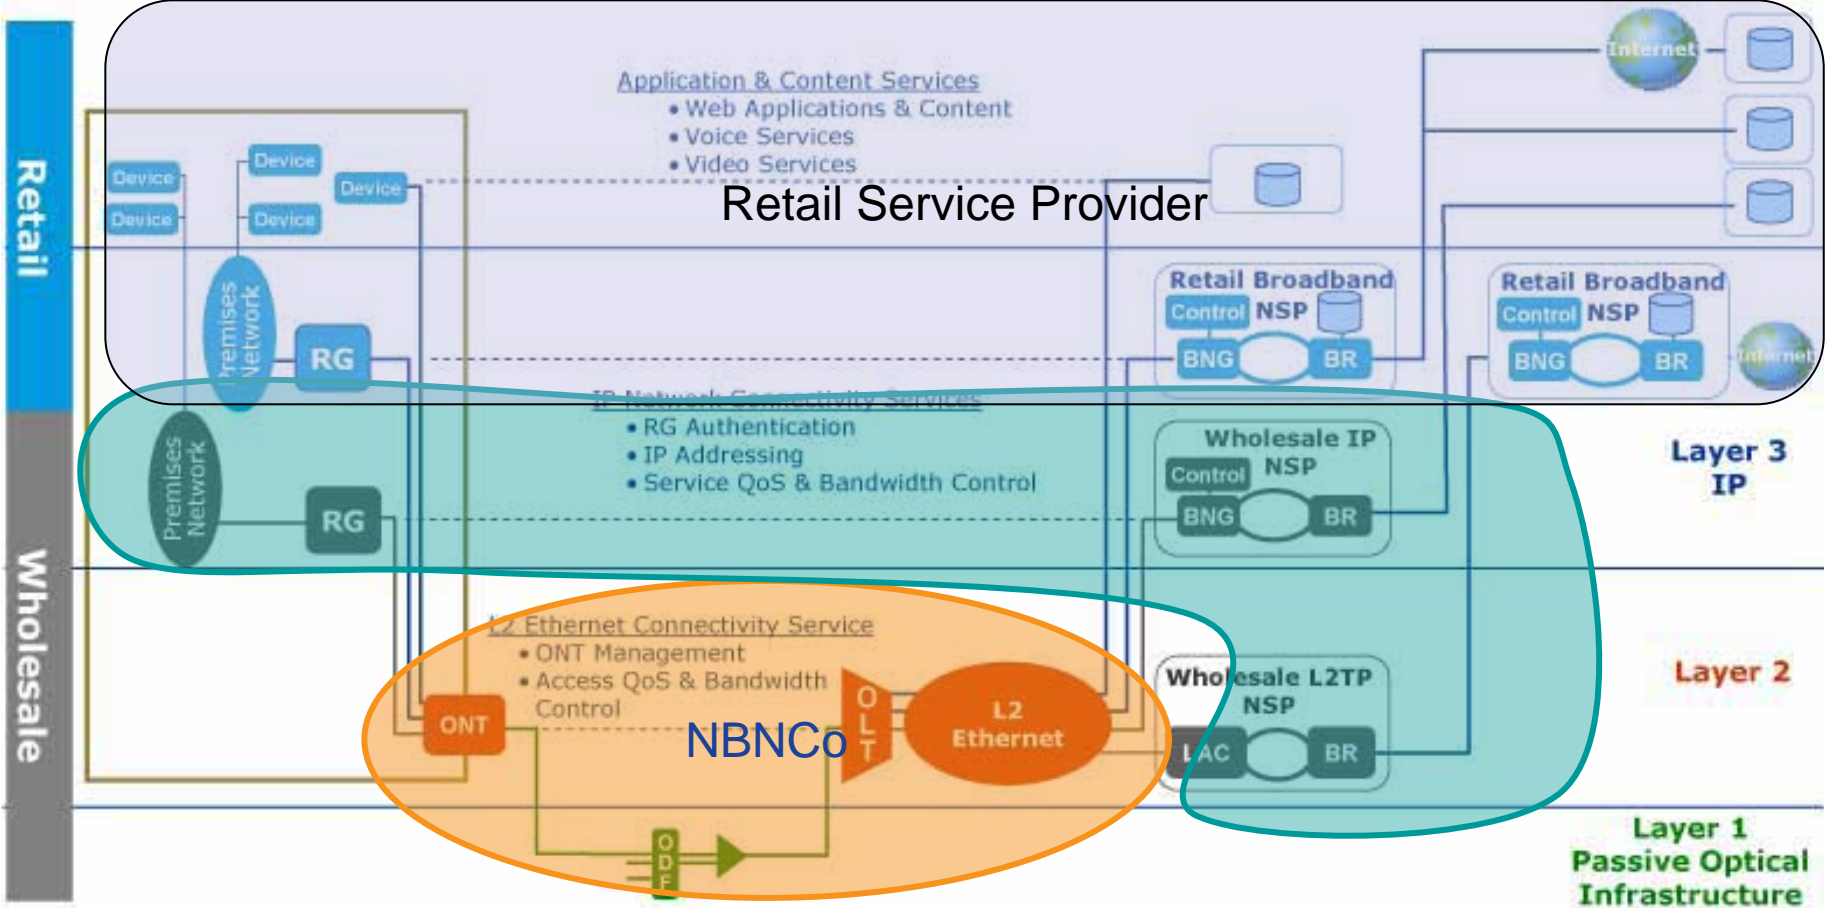 Retail
Wholesale
Application & Content Services
• Web Applications & Content
• Voice Services
• Video Services
Retail Service Provider
Internet
Device
Device
Device
Device
Device
Premises
Network
RG
Retail Broadband
NSP
Control
BNG
BR
Retail Broadband
NSP
Control
BNG
BR
Internet
IP Network Connectivity Services
• RG Authentication
• IP Addressing
• Service QoS & Bandwidth Control
Premises
Network
RG
Wholesale IP
NSP
Control
BNG
BR
Layer 3
IP
L2 Ethernet Connectivity Service
• ONT Management
• Access QoS & Bandwidth
Control
ONT
NBNCo
OLT
L2
Ethernet
Wholesale L2TP
NSP
LAC
BR
Layer 2
ODF
Layer 1
Passive Optical
Infrastructure